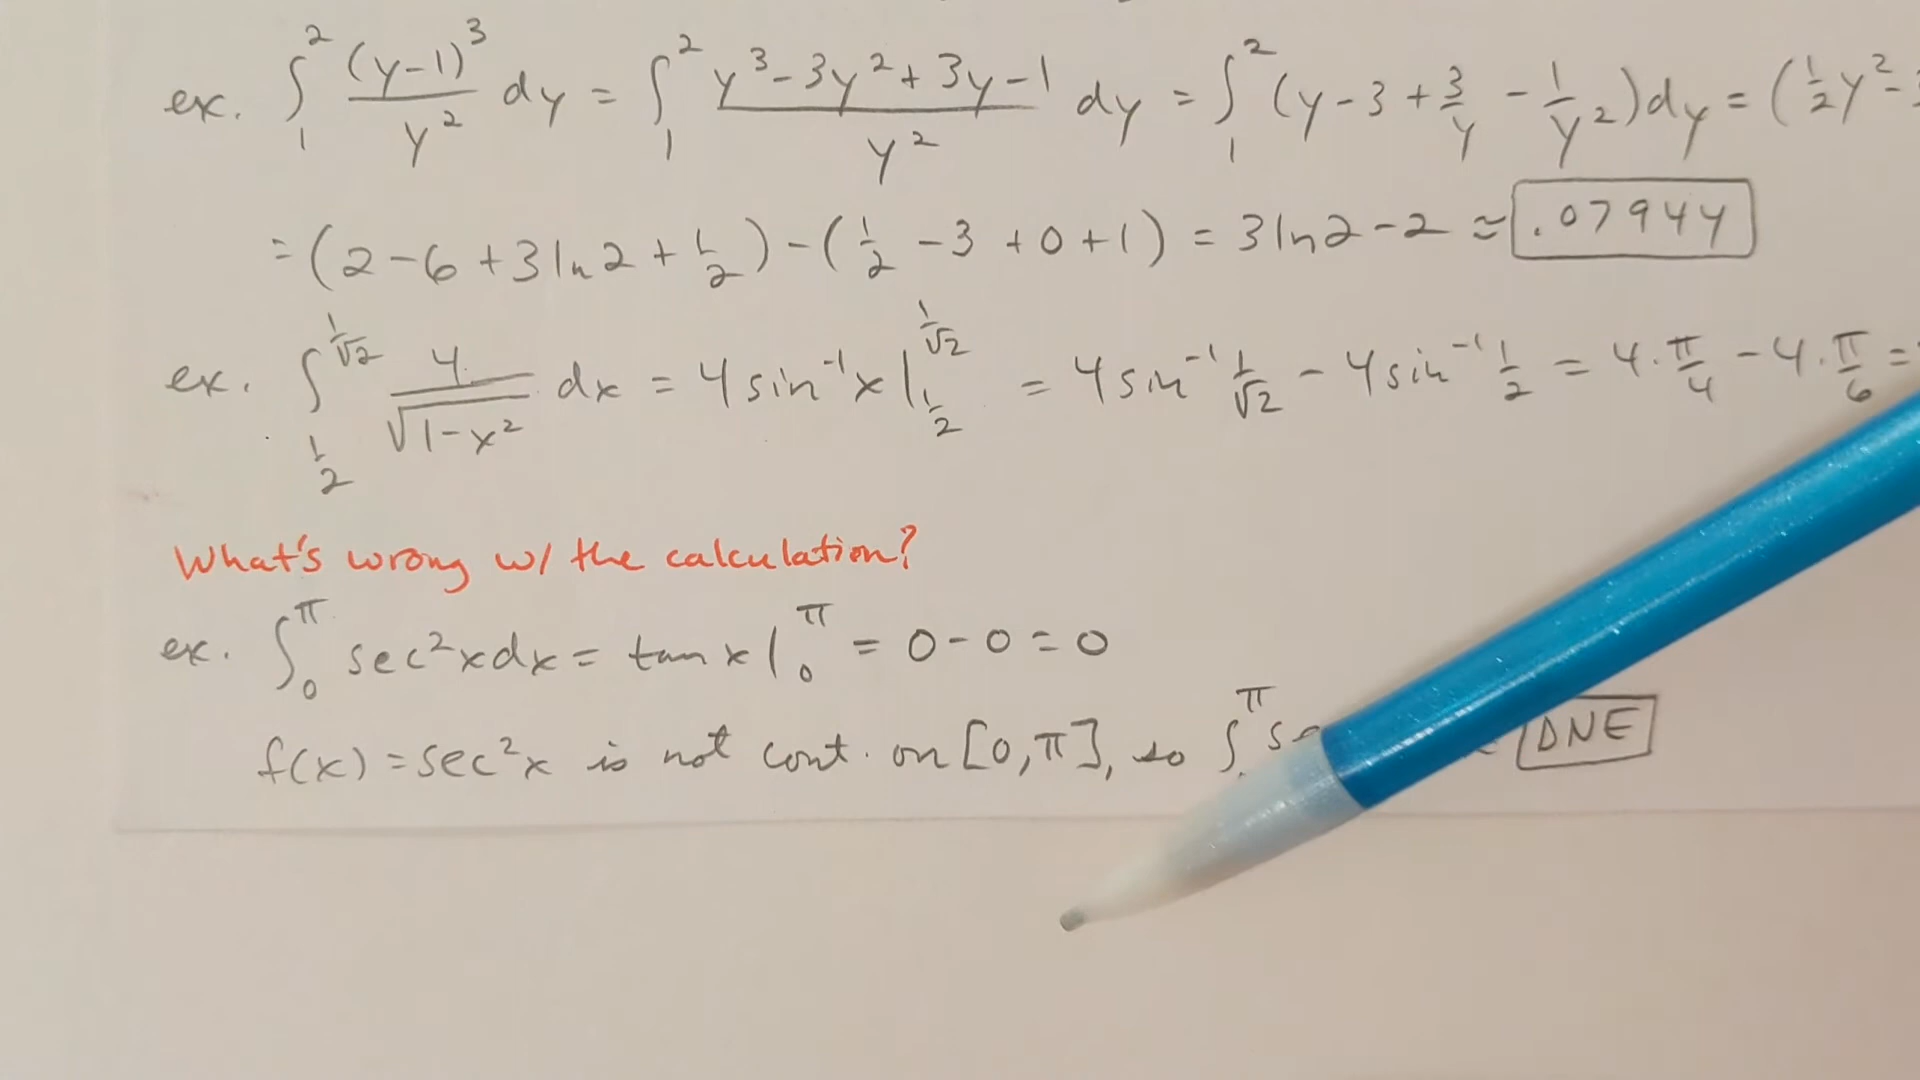 ex. ∫₁² (y-1)³/y² dy = ∫₁² (y³-3y²+3y-1)/y² dy = ∫₁² (y-3+3/y-1/y²)dy = (½y²-
= (2-6+3ln2+½)-(½-3+0+1) = 3ln2-2 ≈ .07944
ex. ∫_{1/2}^{1/√2} 4/√(1-x²) dx = 4sin⁻¹x|_{1/2}^{1/√2} = 4sin⁻¹ 1/√2 - 4sin⁻¹ ½ = 4·π/4 - 4·π/6 =
What's wrong w/ the calculation?
ex. ∫₀^π sec²xdx = tanx|₀^π = 0-0=0
f(x)=sec²x is not cont. on [0,π], so ∫^π DNE